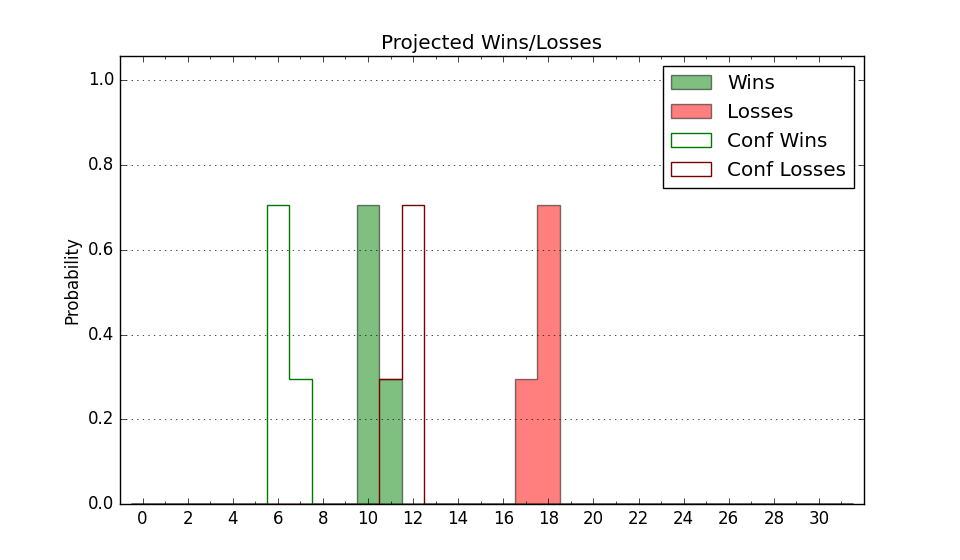 Projected Wins/Losses
1.0
0.8
0.6
0.4
0.2
0.0
Probability
Wins
Losses
Conf Wins
Conf Losses
0 2 4 6 8 10 12 14 16 18 20 22 24 26 28 30